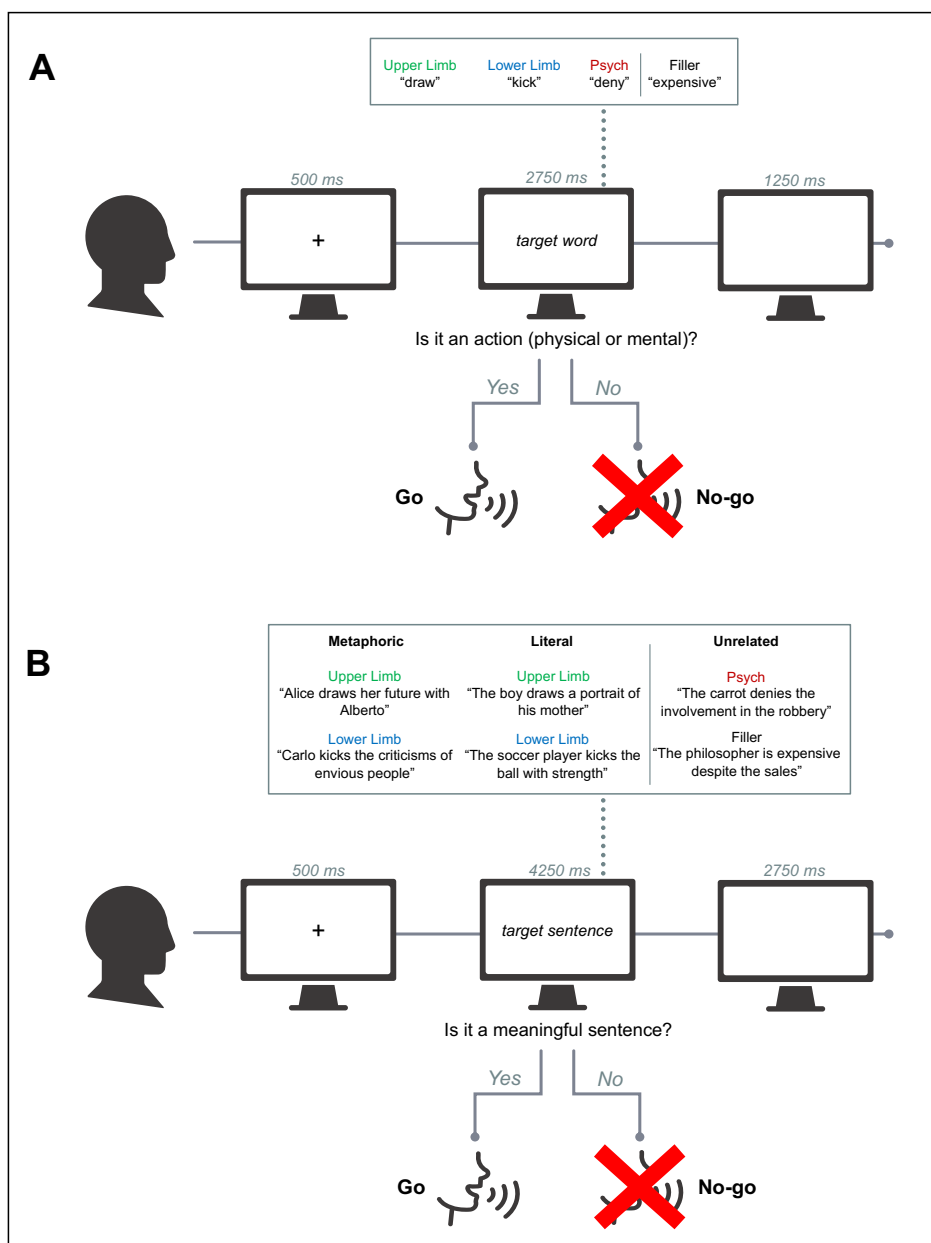 A
Upper Limb Lower Limb Psych Filler
“draw” “kick” “deny” “expensive”
500 ms 2750 ms 1250 ms
+ target word
Is it an action (physical or mental)?
Yes No
Go No-go
B
Metaphoric Literal Unrelated
Upper Limb Upper Limb Psych
“Alice draws her future with “The boy draws a portrait of “The carrot denies the
Alberto” his mother” involvement in the robbery”
Lower Limb Lower Limb Filler
“Carlo kicks the criticisms of “The soccer player kicks the “The philosopher is expensive
envious people” ball with strength” despite the sales”
500 ms 4250 ms 2750 ms
+ target sentence
Is it a meaningful sentence?
Yes No
Go No-go